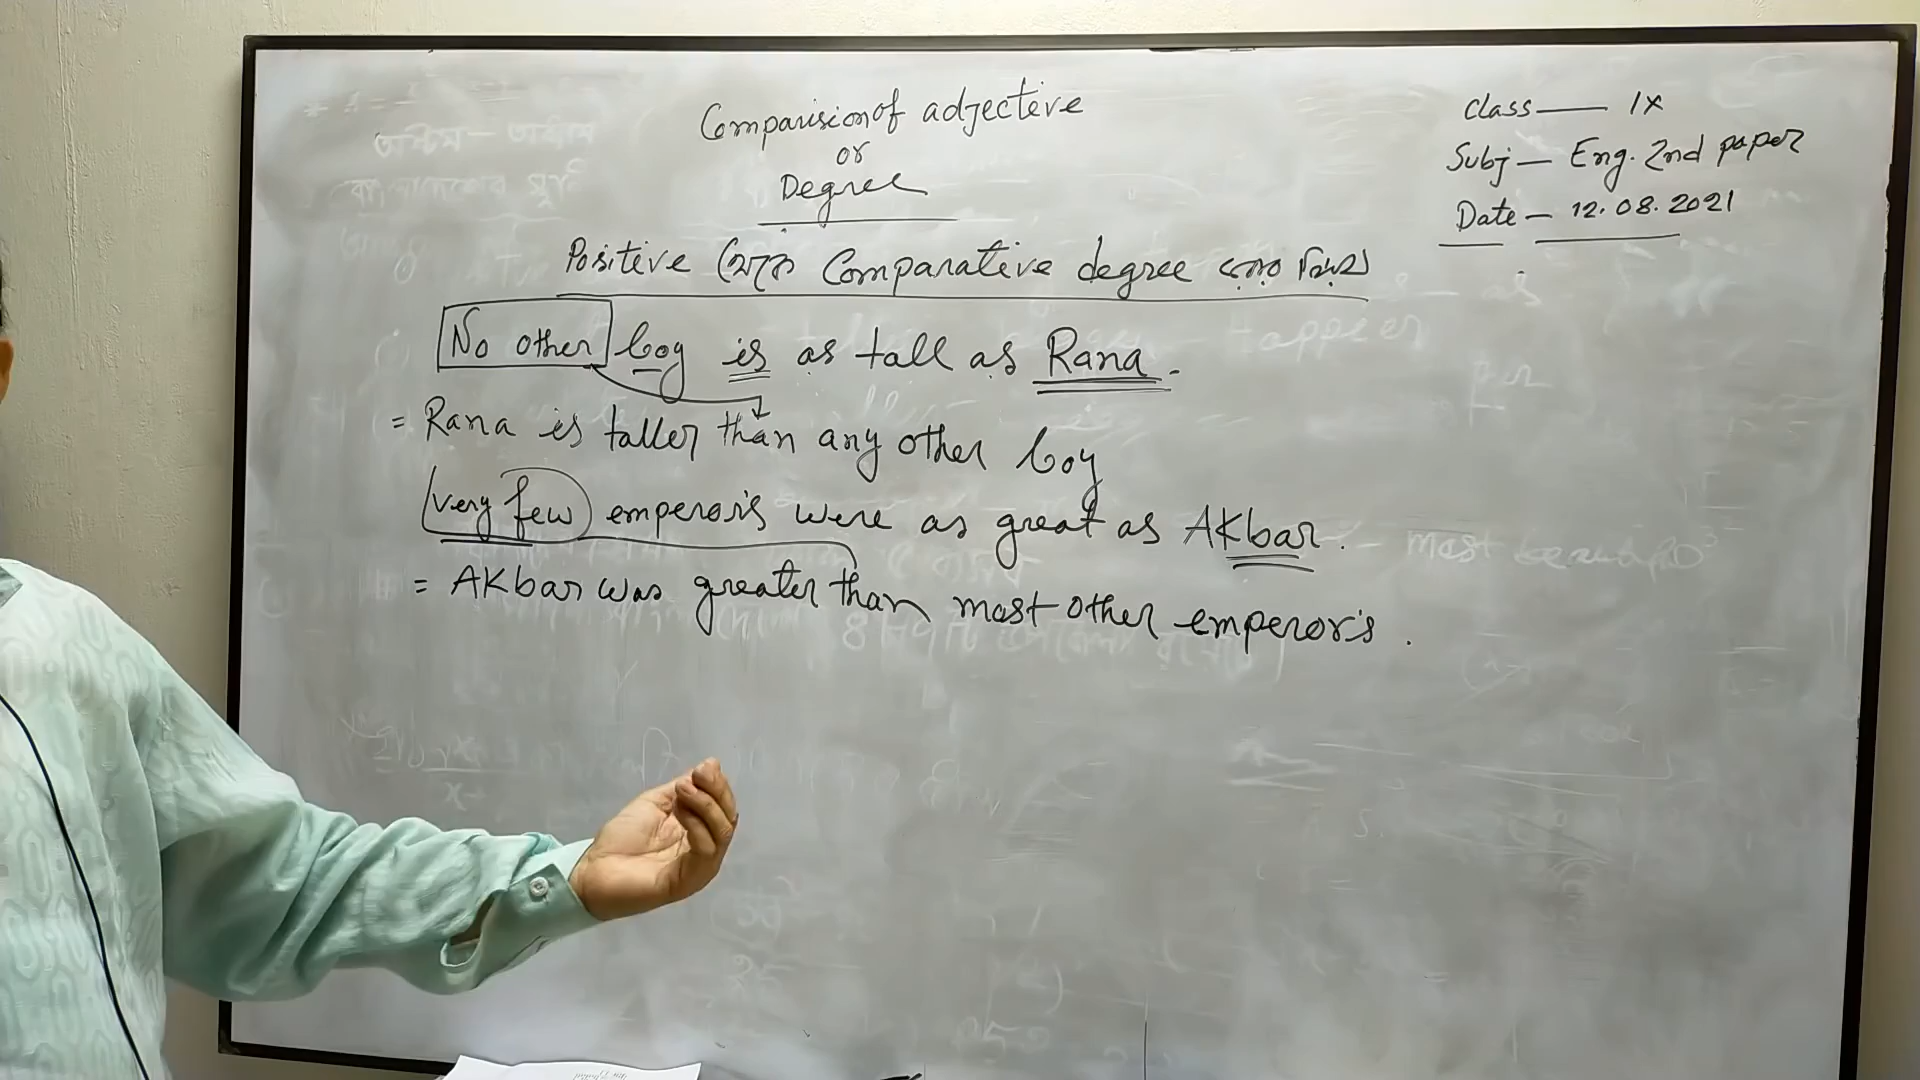 Comparision of adjective
or
Degree
Class — IX
Subj — Eng. 2nd paper
Date — 12.08.2021
Positive থেকে Comparative degree করার নিয়ম
No other boy is as tall as Rana.
= Rana is taller than any other boy
very few emperor's were as great as Akbar.
= Akbar was greater than most other emperor's.